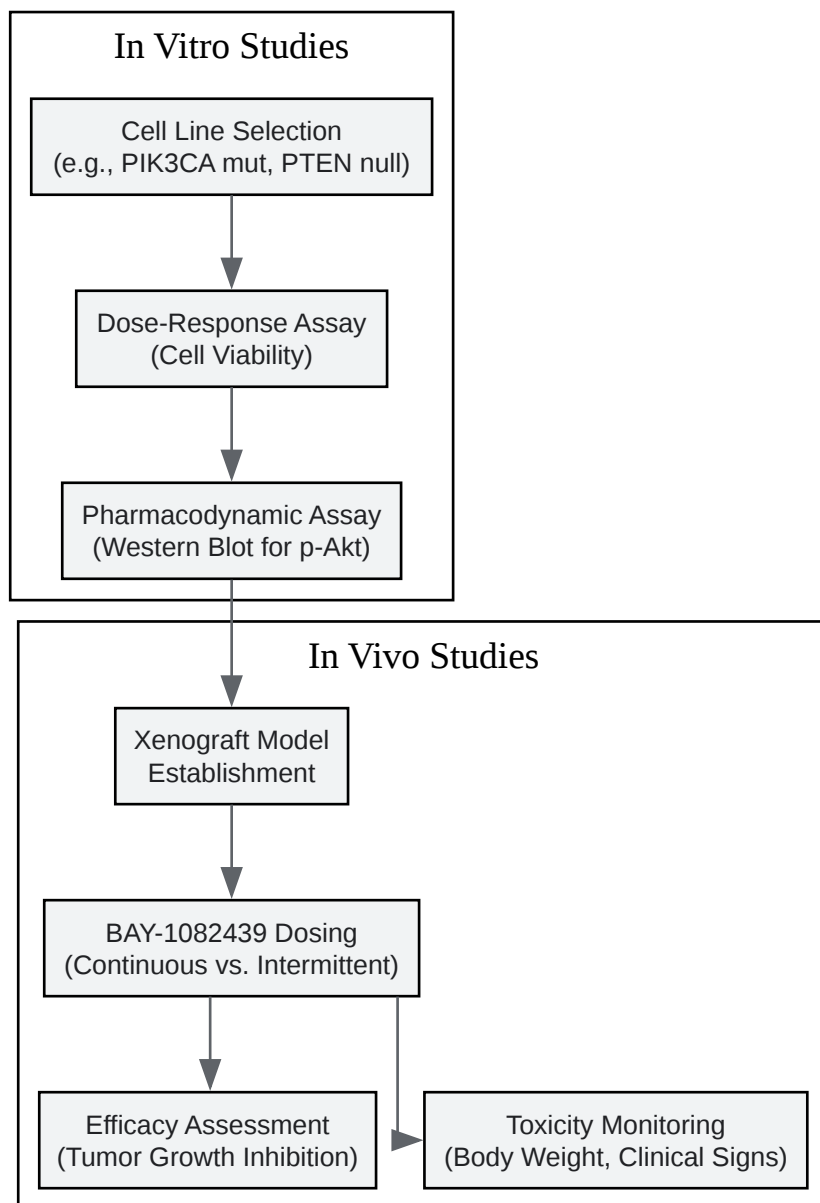 In Vitro Studies
Cell Line Selection
(e.g., PIK3CA mut, PTEN null)
Dose-Response Assay
(Cell Viability)
Pharmacodynamic Assay
(Western Blot for p-Akt)
In Vivo Studies
Xenograft Model
Establishment
BAY-1082439 Dosing
(Continuous vs. Intermittent)
Efficacy Assessment
(Tumor Growth Inhibition)
Toxicity Monitoring
(Body Weight, Clinical Signs)